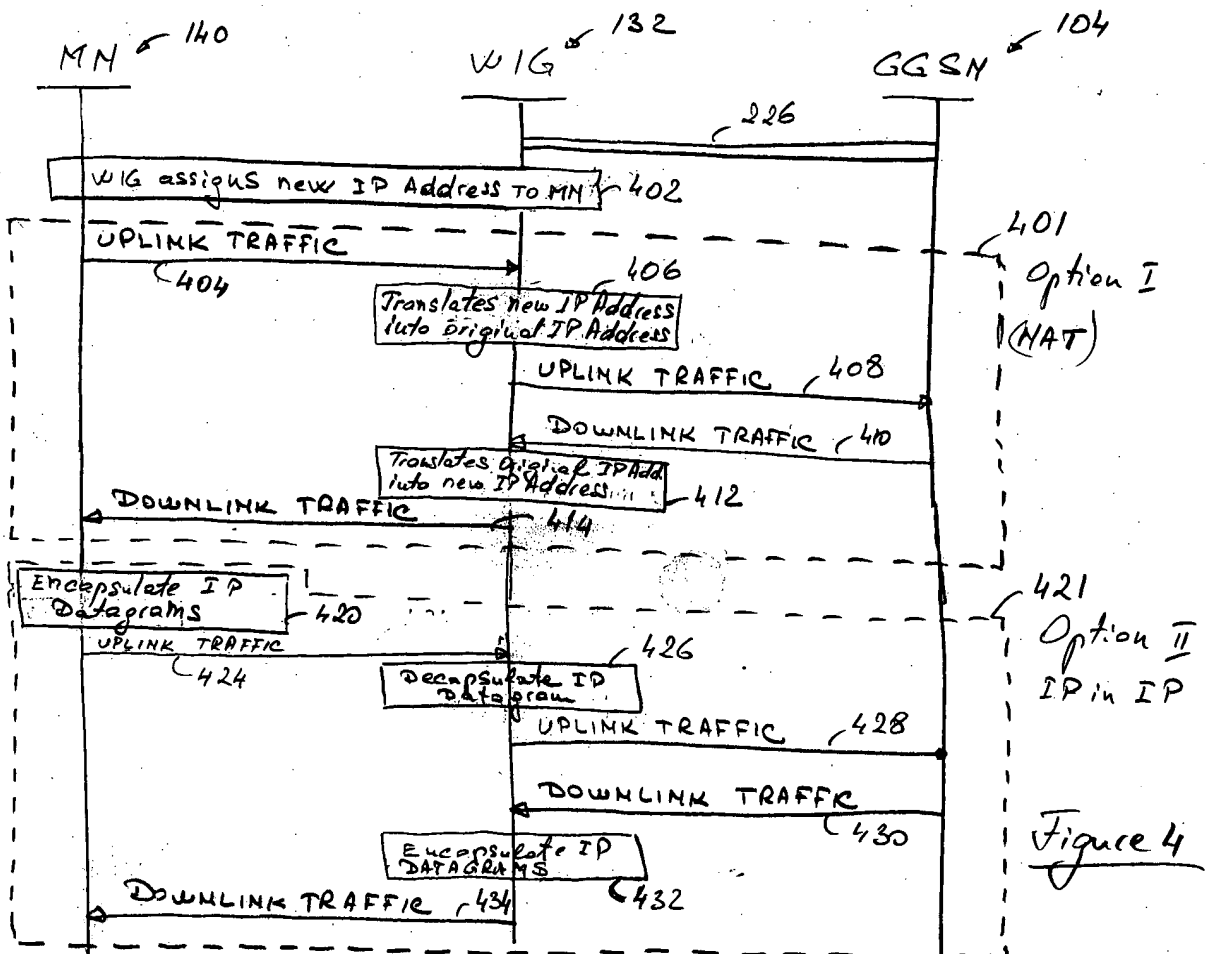 MN 140
WIG 132
GGSN 104
226
WIG assigns new IP Address To MN 402
401
UPLINK TRAFFIC
404
Option I
(NAT)
406
Translates new IP Address
into original IP Address
UPLINK TRAFFIC 408
DOWNLINK TRAFFIC 410
Translates Original IP Add.
into new IP Address
412
DOWNLINK TRAFFIC
414
Encapsulate IP
Datagrams
420
421
Option II
IP in IP
UPLINK TRAFFIC
424
426
Decapsulate IP
Datagram
UPLINK TRAFFIC 428
DOWNLINK TRAFFIC
430
Figure 4
Encapsulate IP
DATAGRAMS
432
DOWNLINK TRAFFIC 434